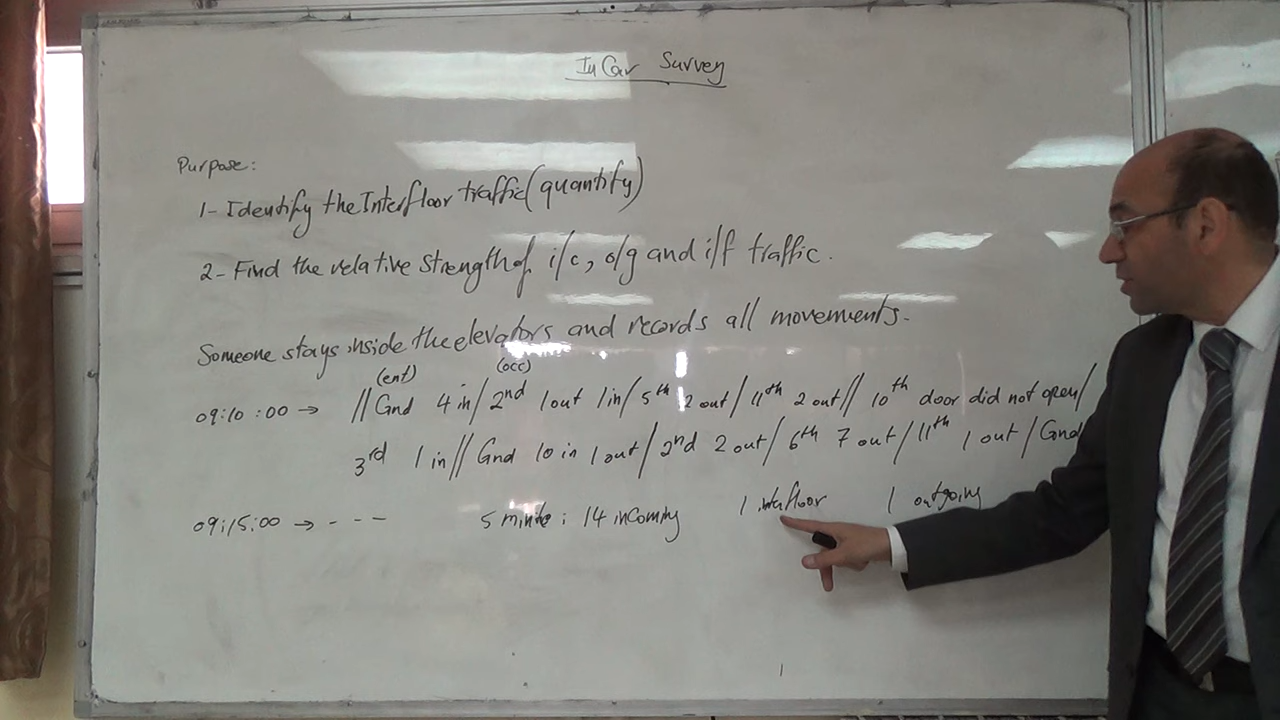 InCar Survey
Purpose:
1- Identify the Interfloor traffic (quantify)
2- Find the relative strength of i/c, o/g and i/f traffic.
Someone stays inside the elevators and records all movements.
(ent) (occ)
09:10:00 → // Gnd 4 in / 2nd 1 out 1 in / 5th 2 out / 11th 2 out // 10th door did not open /
3rd 1 in // Gnd 10 in 1 out / 2nd 2 out / 6th 7 out / 11th 1 out / Gnd
09:15:00 → - - - 5 minite : 14 incoming 1 interfloor 1 outgoing